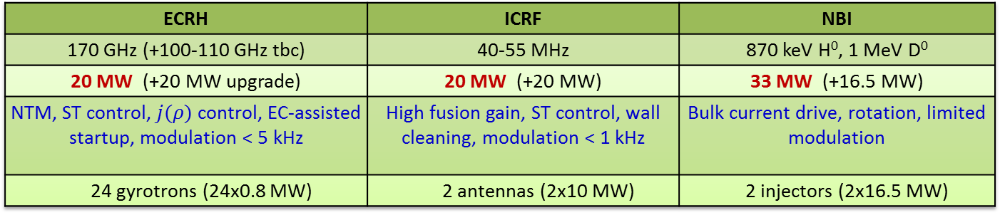 ECRH ICRF NBI
170 GHz (+100-110 GHz tbc) 40-55 MHz 870 keV H⁰, 1 MeV D⁰
20 MW (+20 MW upgrade) 20 MW (+20 MW) 33 MW (+16.5 MW)
NTM, ST control, j(ρ) control, EC-assisted
startup, modulation < 5 kHz
High fusion gain, ST control, wall
cleaning, modulation < 1 kHz
Bulk current drive, rotation, limited
modulation
24 gyrotrons (24x0.8 MW) 2 antennas (2x10 MW) 2 injectors (2x16.5 MW)